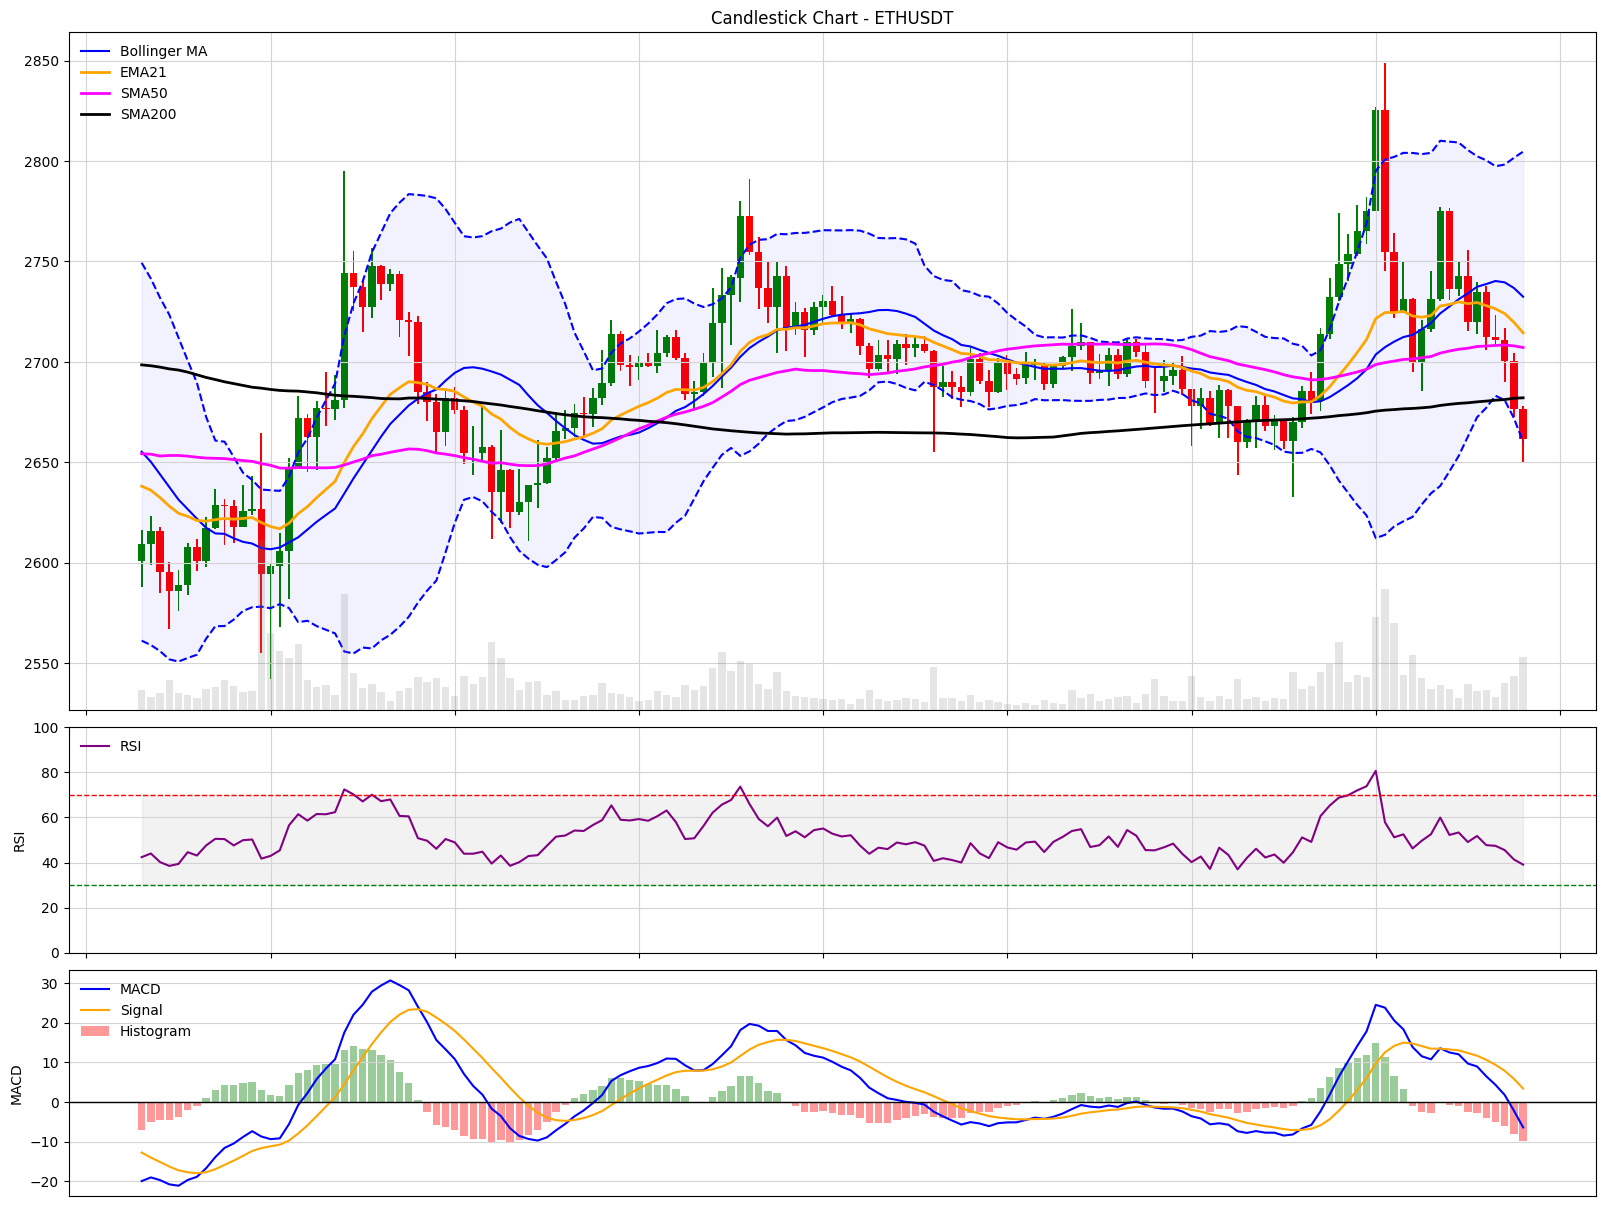 Candlestick Chart - ETHUSDT
Bollinger MA
EMA21
SMA50
SMA200
2850
2800
2750
2700
2650
2600
2550
RSI
RSI
100
80
60
40
20
0
MACD
Signal
Histogram
MACD
30
20
10
0
−10
−20